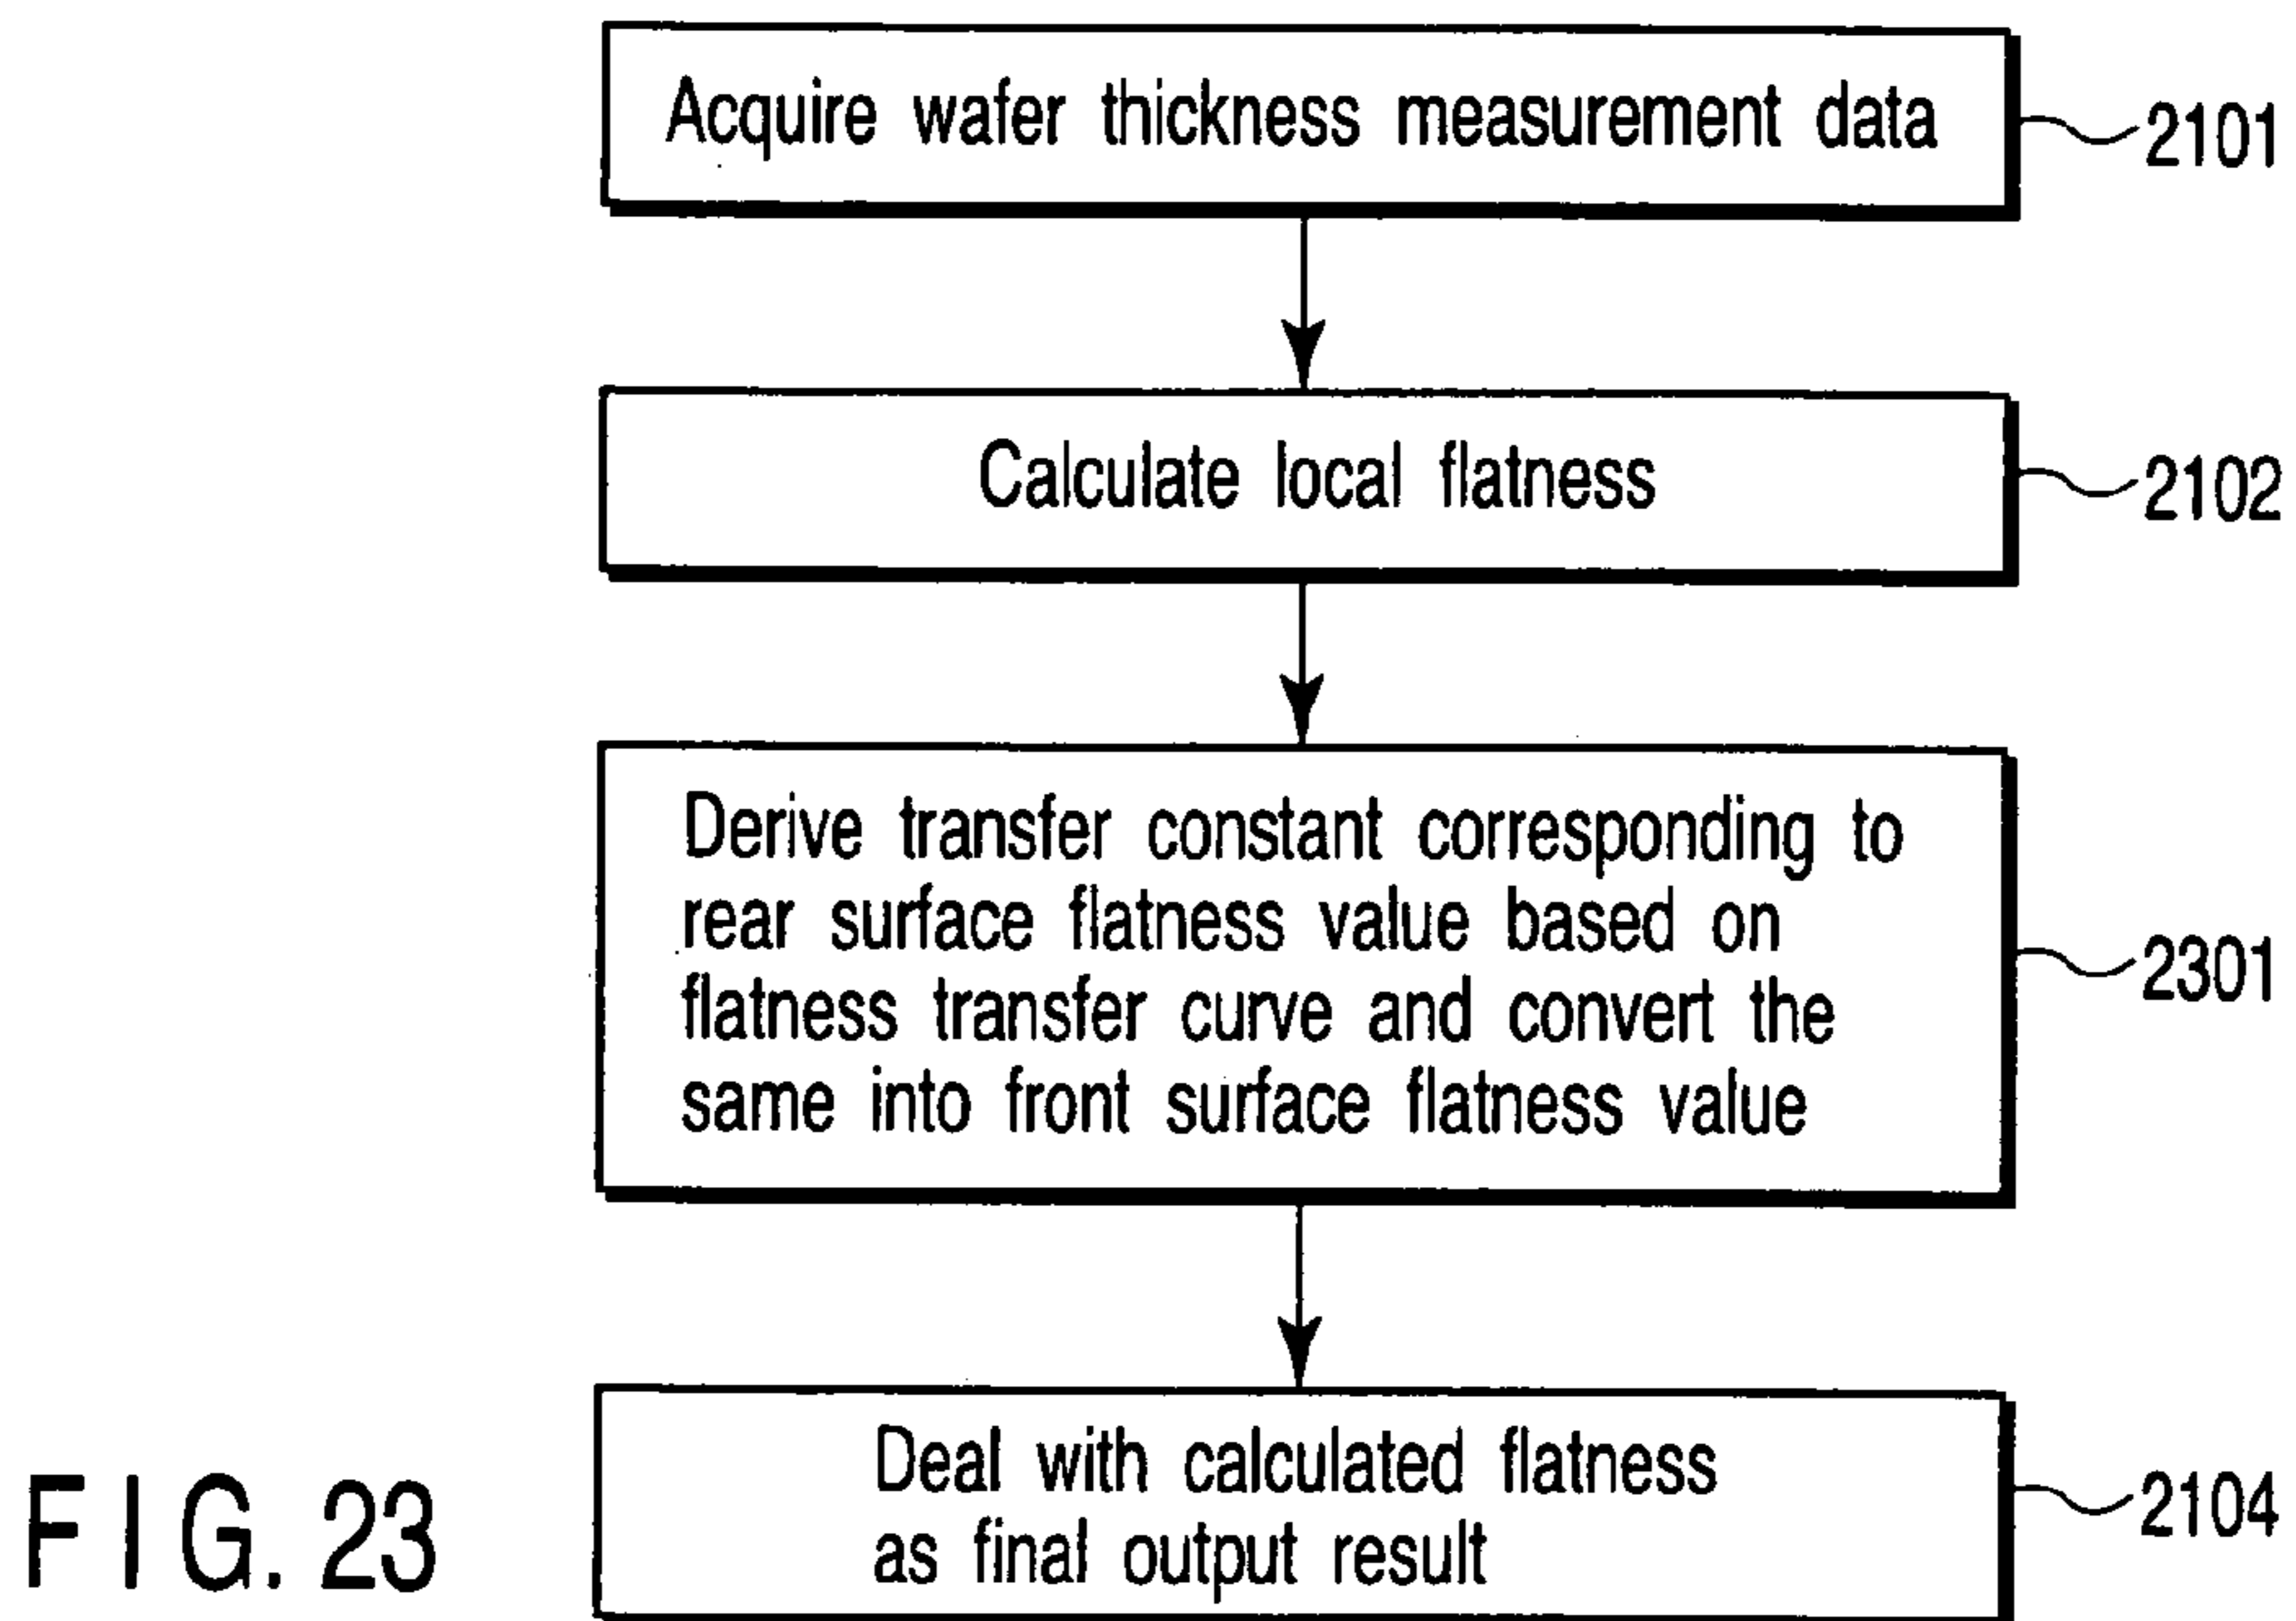 Acquire wafer thickness measurement data
2101
Calculate local flatness
2102
Derive transfer constant corresponding to
rear surface flatness value based on
flatness transfer curve and convert the
same into front surface flatness value
2301
Deal with calculated flatness
as final output result
2104
FIG. 23